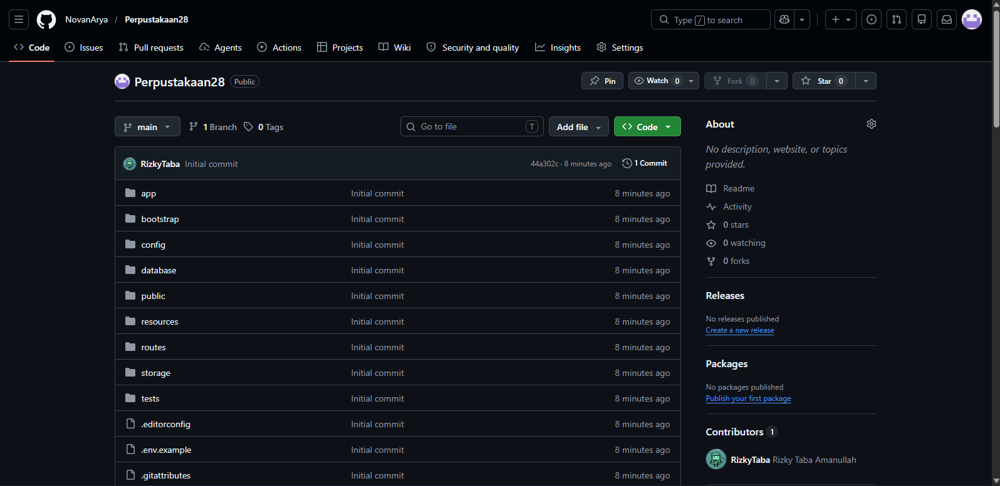 NovanArya / Perpustakaan28
Type / to search
Code Issues Pull requests Agents Actions Projects Wiki Security and quality Insights Settings
Perpustakaan28 Public
Pin Watch 0 Fork 0 Star 0
main 1 Branch 0 Tags Go to file T Add file Code
RizkyTaba Initial commit 44a302c · 8 minutes ago 1 Commit
app Initial commit 8 minutes ago
bootstrap Initial commit 8 minutes ago
config Initial commit 8 minutes ago
database Initial commit 8 minutes ago
public Initial commit 8 minutes ago
resources Initial commit 8 minutes ago
routes Initial commit 8 minutes ago
storage Initial commit 8 minutes ago
tests Initial commit 8 minutes ago
.editorconfig Initial commit 8 minutes ago
.env.example Initial commit 8 minutes ago
.gitattributes Initial commit 8 minutes ago
About
No description, website, or topics
provided.
Readme
Activity
0 stars
0 watching
0 forks
Releases
No releases published
Create a new release
Packages
No packages published
Publish your first package
Contributors 1
RizkyTaba Rizky Taba Amanullah